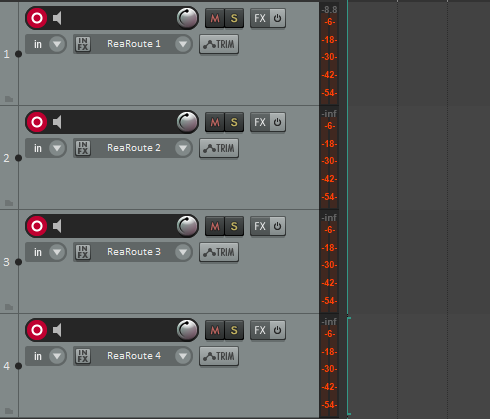 M S FX -8.8
-6-
in IN FX ReaRoute 1 TRIM -18-
1 -30-
-42-
-54-
M S FX -inf
-6-
in IN FX ReaRoute 2 TRIM -18-
2 -30-
-42-
-54-
M S FX -inf
-6-
in IN FX ReaRoute 3 TRIM -18-
3 -30-
-42-
-54-
M S FX -inf
-6-
in IN FX ReaRoute 4 TRIM -18-
4 -30-
-42-
-54-